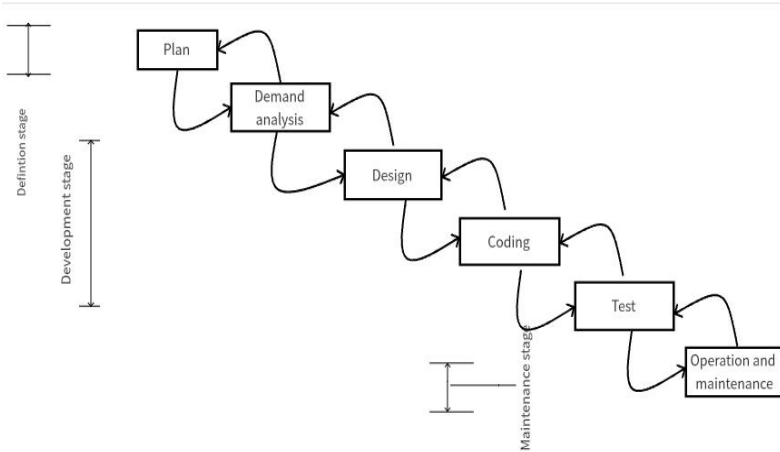 Plan
Demand
analysis
Defintion stage
Design
Development stage
Coding
Test
Maintenance stage
Operation and
maintenance